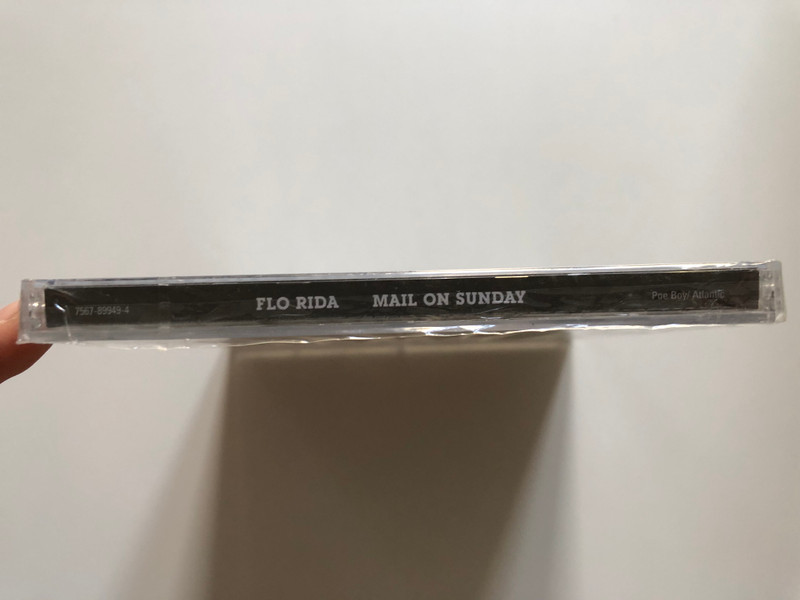 7567-89949-4 FLO RIDA MAIL ON SUNDAY Poe Boy/ Atlantic